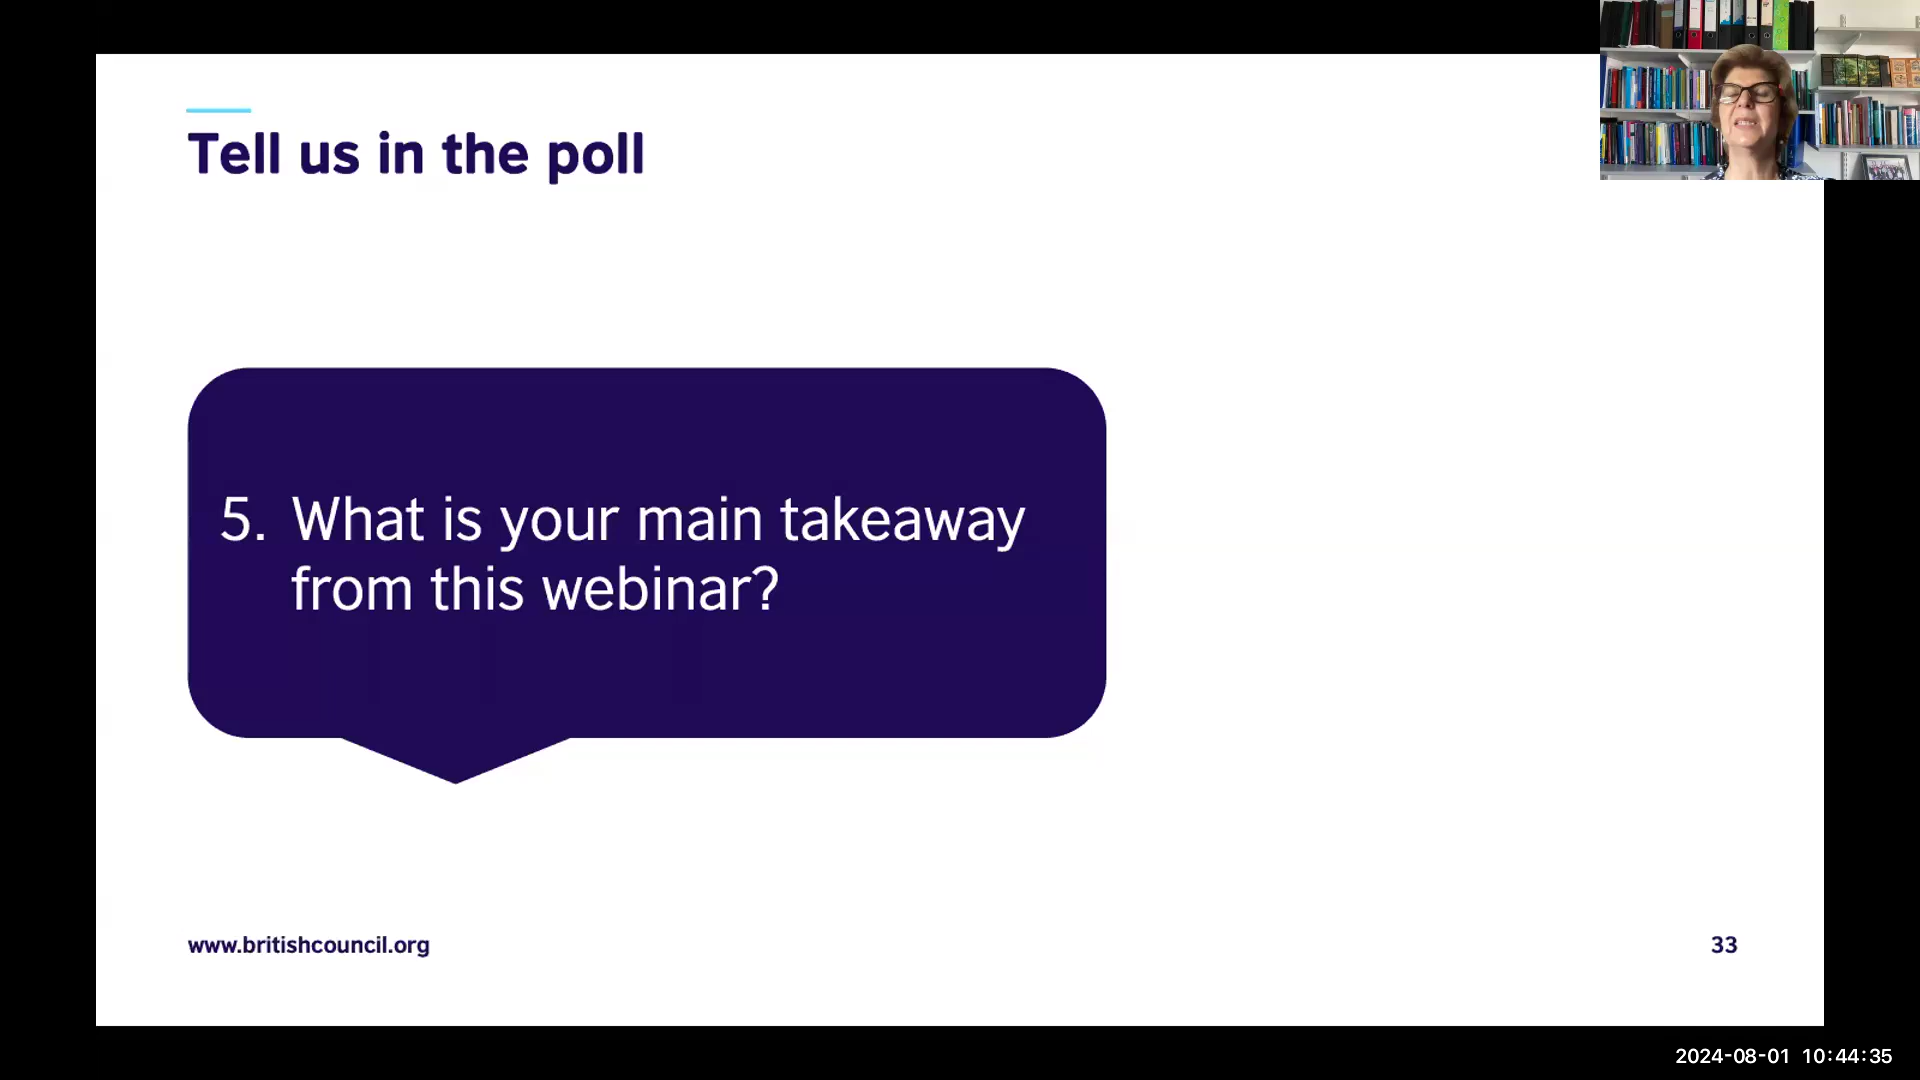 Tell us in the poll
5. What is your main takeaway
from this webinar?
www.britishcouncil.org
33
2024-08-01 10:44:35